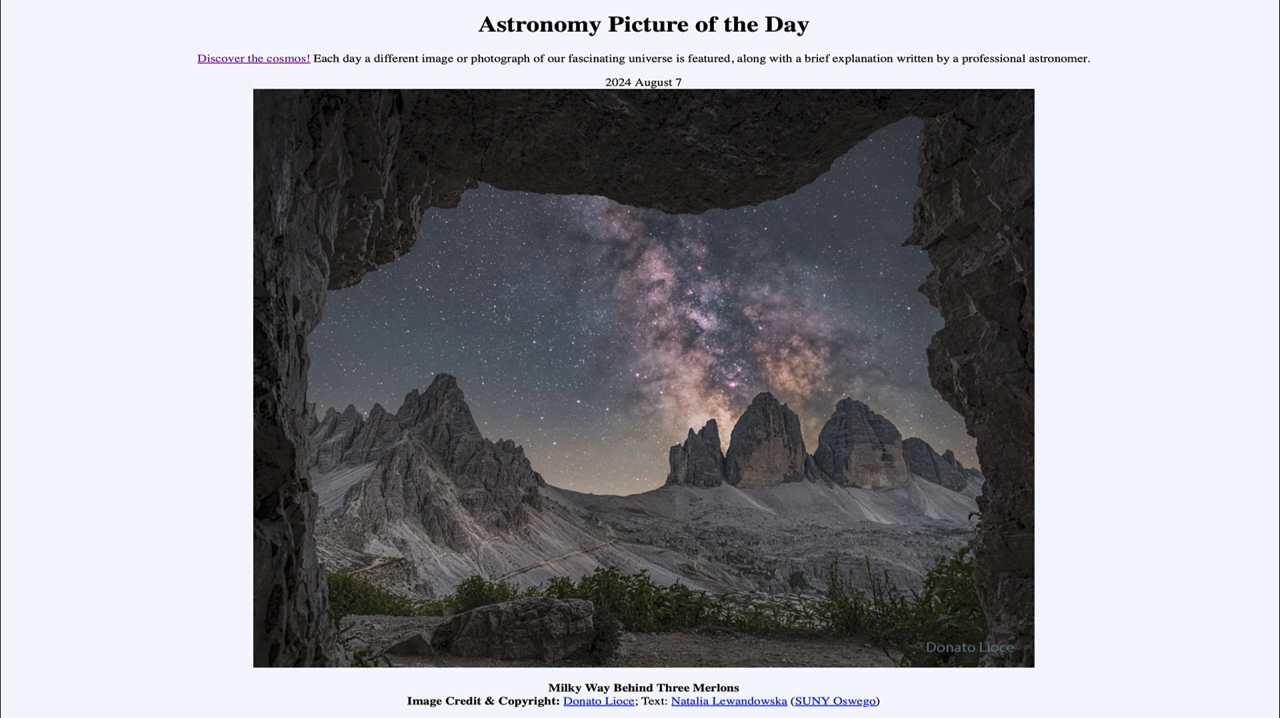 Astronomy Picture of the Day
Discover the cosmos! Each day a different image or photograph of our fascinating universe is featured, along with a brief explanation written by a professional astronomer.
2024 August 7
Donato Lioce
Milky Way Behind Three Merlons
Image Credit & Copyright: Donato Lioce; Text: Natalia Lewandowska (SUNY Oswego)